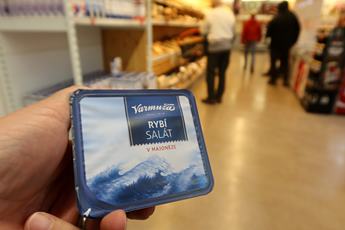 Varmuža
RYBÍ
SALÁT
V MAJONÉZE